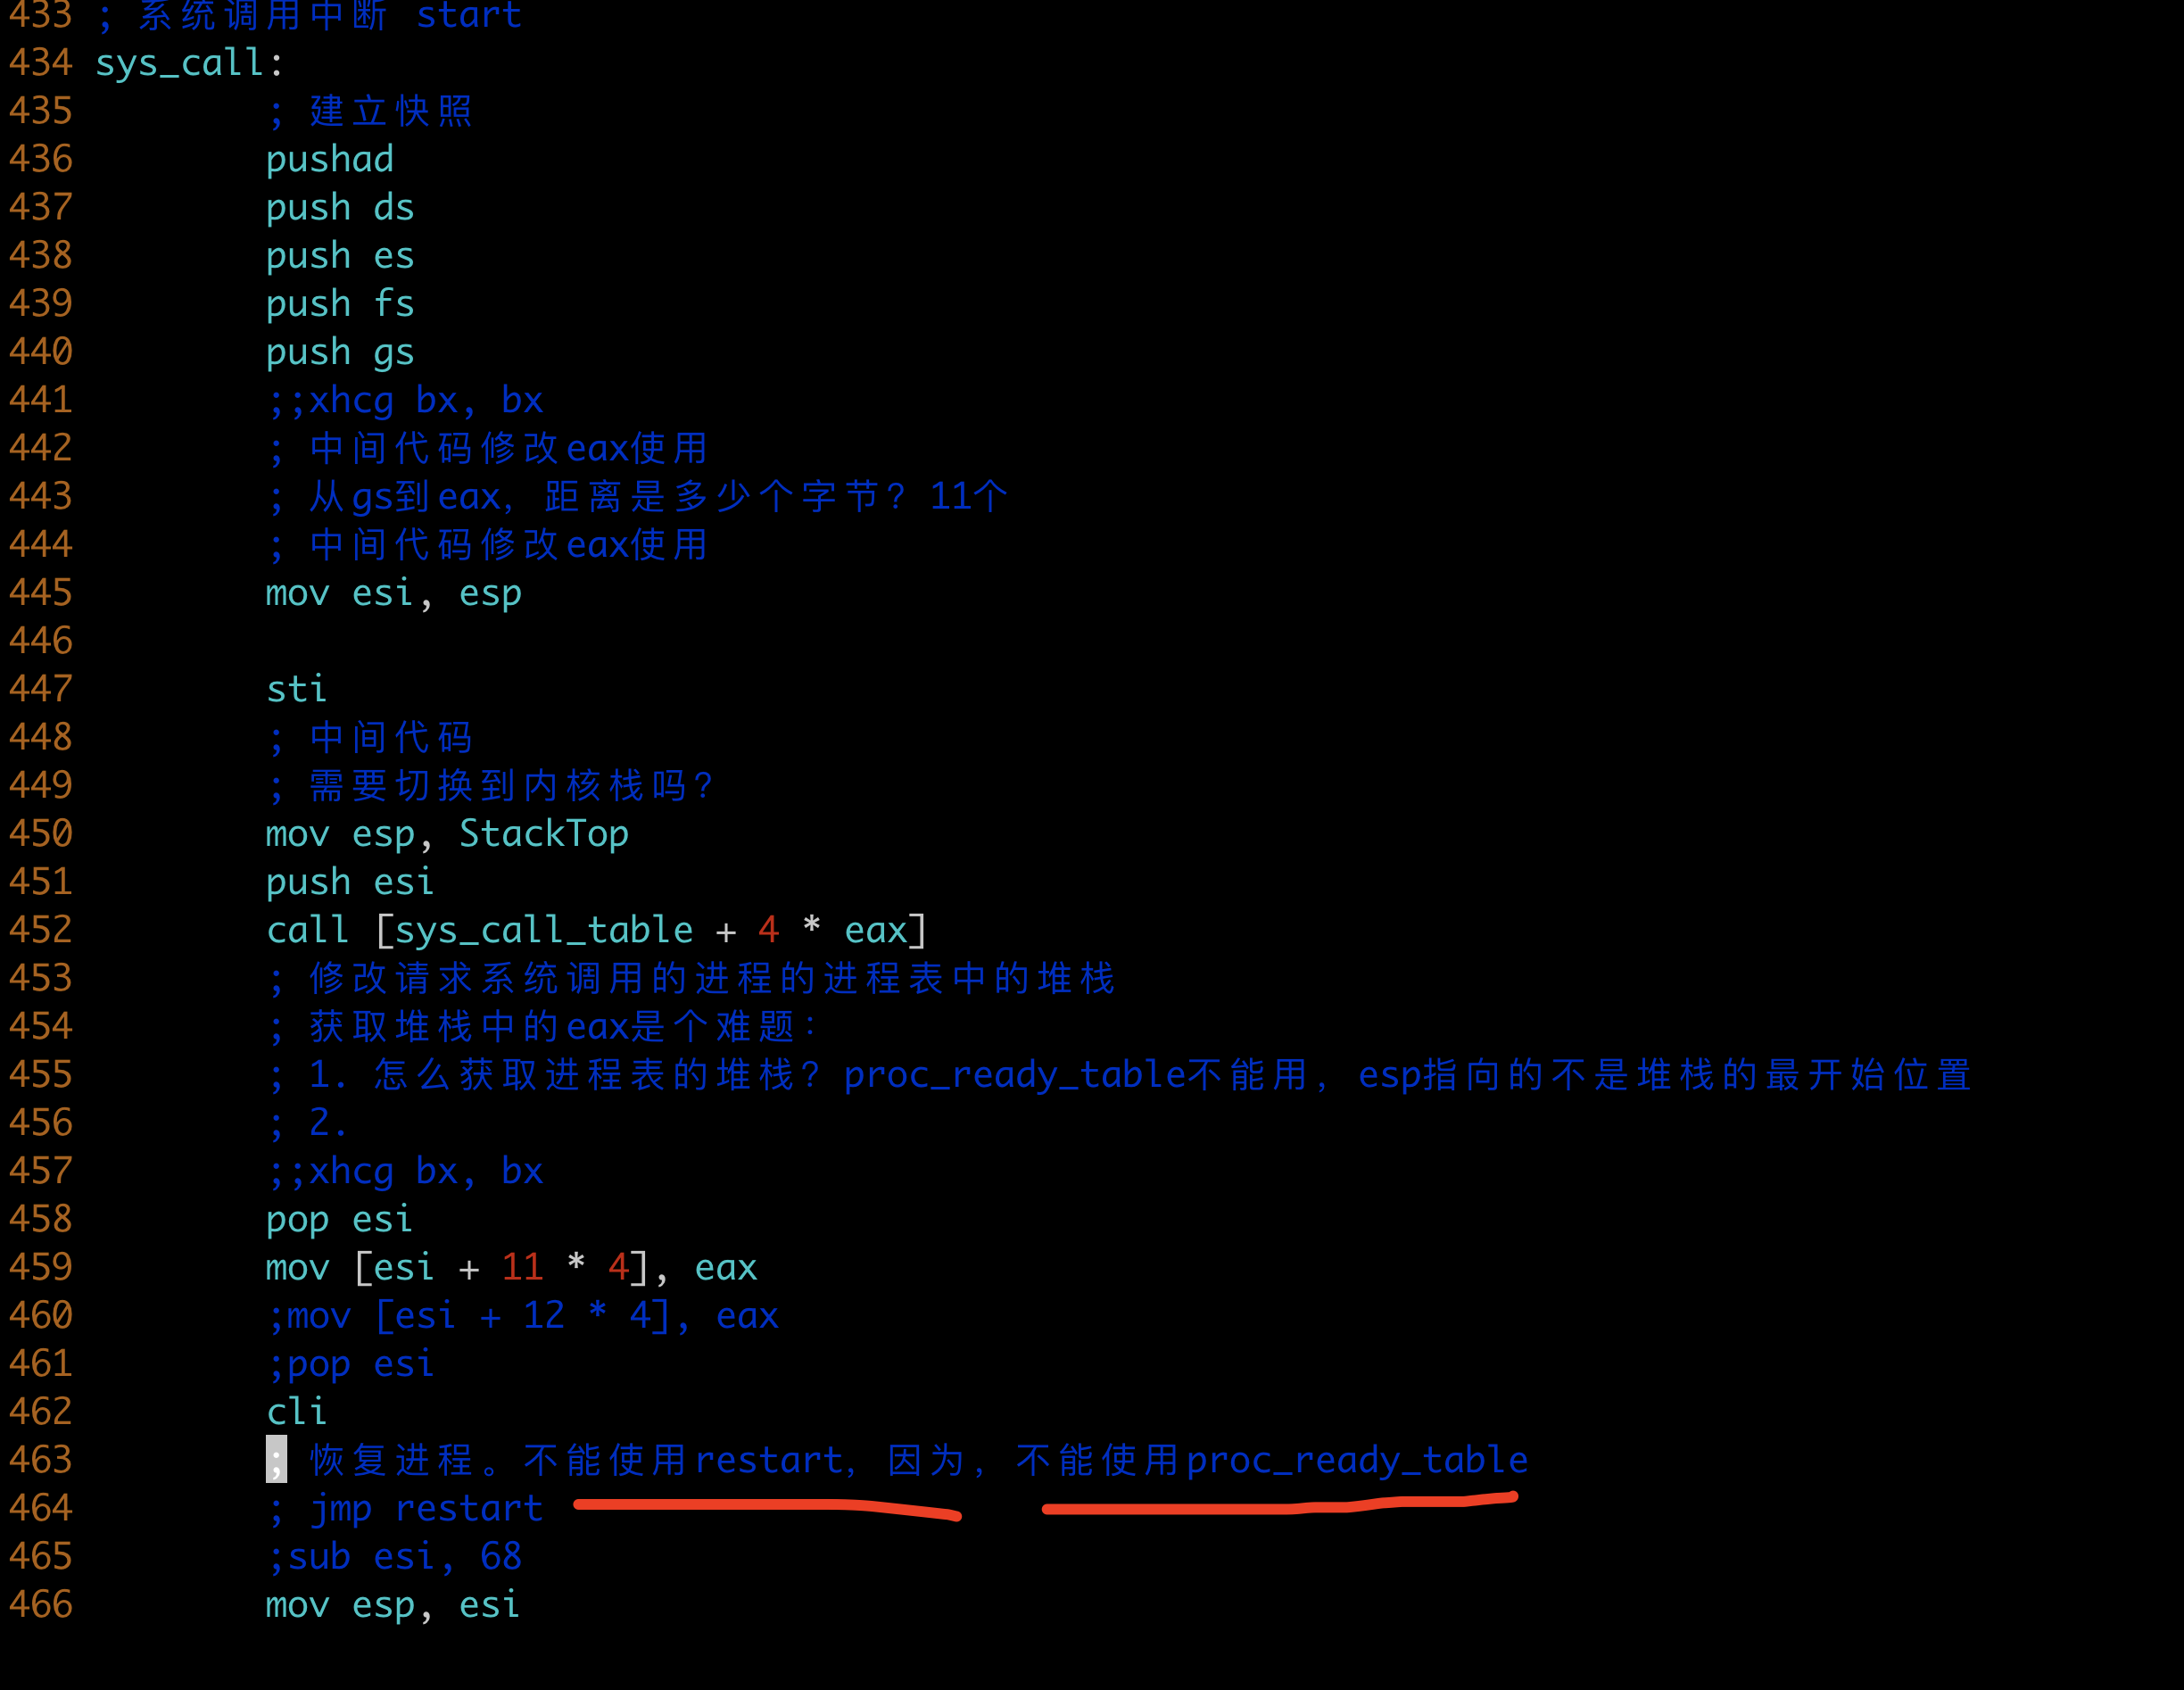 433 ; 系统调用中断 start
434 sys_call:
435 ; 建立快照
436 pushad
437 push ds
438 push es
439 push fs
440 push gs
441 ;;xhcg bx, bx
442 ; 中间代码修改eax使用
443 ; 从gs到eax，距离是多少个字节？11个
444 ; 中间代码修改eax使用
445 mov esi, esp
446
447 sti
448 ; 中间代码
449 ; 需要切换到内核栈吗？
450 mov esp, StackTop
451 push esi
452 call [sys_call_table + 4 * eax]
453 ; 修改请求系统调用的进程的进程表中的堆栈
454 ; 获取堆栈中的eax是个难题：
455 ; 1. 怎么获取进程表的堆栈？proc_ready_table不能用，esp指向的不是堆栈的最开始位置
456 ; 2.
457 ;;xhcg bx, bx
458 pop esi
459 mov [esi + 11 * 4], eax
460 ;mov [esi + 12 * 4], eax
461 ;pop esi
462 cli
463 ; 恢复进程。不能使用restart，因为，不能使用proc_ready_table
464 ; jmp restart
465 ;sub esi, 68
466 mov esp, esi